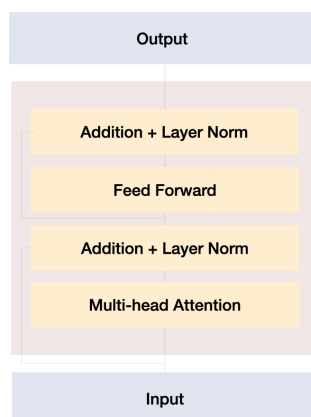 Output
Addition + Layer Norm
Feed Forward
Addition + Layer Norm
Multi-head Attention
Input